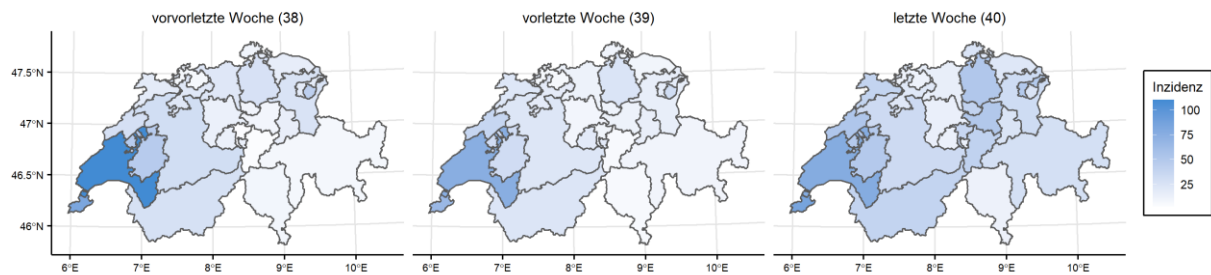 vorvorletzte Woche (38)
vorletzte Woche (39)
letzte Woche (40)
47.5°N
47°N
46.5°N
46°N
6°E 7°E 8°E 9°E 10°E
6°E 7°E 8°E 9°E 10°E
6°E 7°E 8°E 9°E 10°E
Inzidenz
100
75
50
25